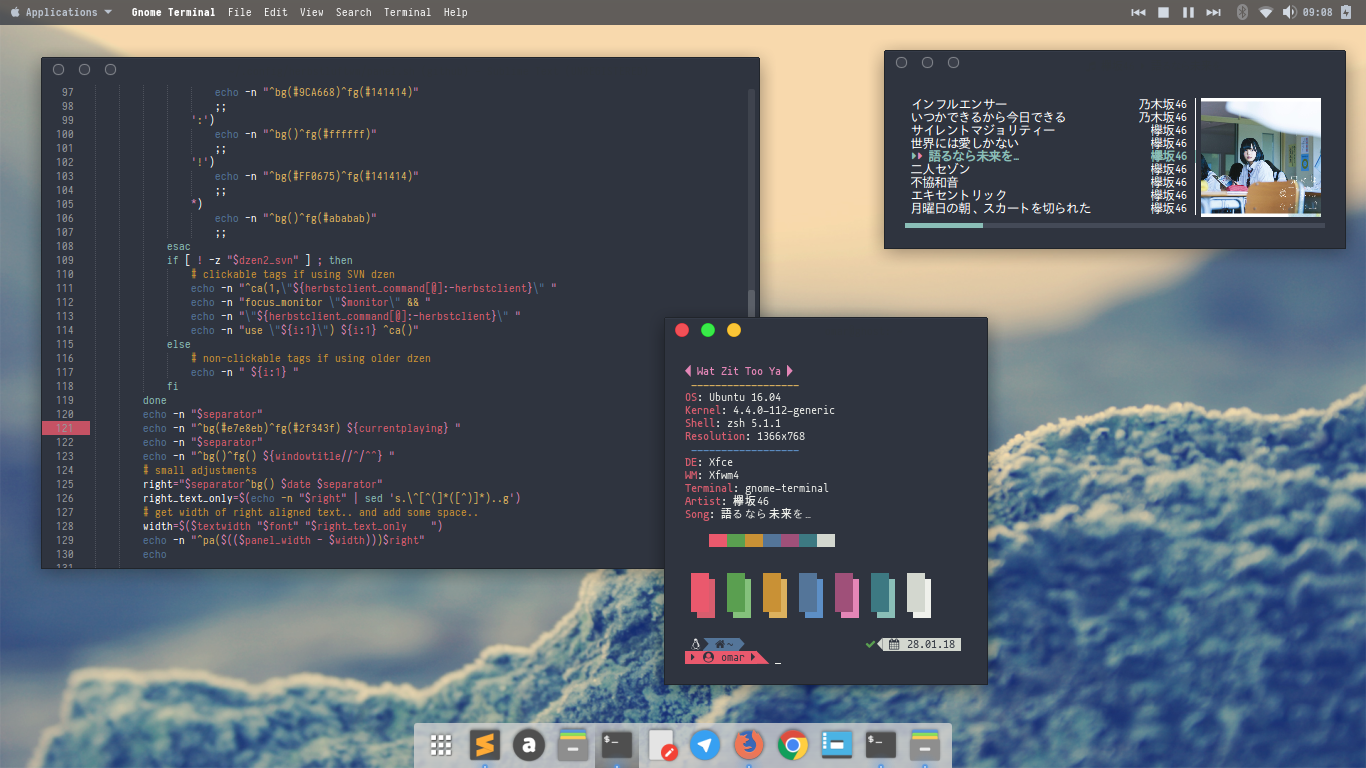 Applications Gnome Terminal File Edit View Search Terminal Help 09:08
97 echo -n "^bg(#9CA668)^fg(#141414)"
98 ;;
99 ':')
100 echo -n "^bg()^fg(#ffffff)"
101 ;;
102 '!')
103 echo -n "^bg(#FF0675)^fg(#141414)"
104 ;;
105 *)
106 echo -n "^bg()^fg(#ababab)"
107 ;;
108 esac
109 if [ ! -z "$dzen2_svn" ] ; then
110 # clickable tags if using SVN dzen
111 echo -n "^ca(1,\"${herbstclient_command[@]:-herbstclient}\" "
112 echo -n "focus_monitor \"$monitor\" && "
113 echo -n "\"${herbstclient_command[@]:-herbstclient}\" "
114 echo -n "use \"${i:1}\") ${i:1} ^ca()"
115 else
116 # non-clickable tags if using older dzen
117 echo -n " ${i:1} "
118 fi
119 done
120 echo -n "$separator"
121 echo -n "^bg(#e7e8eb)^fg(#2f343f) ${currentplaying} "
122 echo -n "$separator"
123 echo -n "^bg()^fg() ${windowtitle//^/^^} "
124 # small adjustments
125 right="$separator^bg() $date $separator"
126 right_text_only=$(echo -n "$right" | sed 's.\^[^(]*([^)]*)..g')
127 # get width of right aligned text.. and add some space..
128 width=$($textwidth "$font" "$right_text_only    ")
129 echo -n "^pa($(($panel_width - $width)))$right"
130 echo
131
インフルエンサー 乃木坂46
いつかできるから今日できる 乃木坂46
サイレントマジョリティー 欅坂46
世界には愛しかない 欅坂46
語るなら未来を… 欅坂46
二人セゾン 欅坂46
不協和音 欅坂46
エキセントリック 欅坂46
月曜日の朝、スカートを切られた 欅坂46
Wat Zit Too Ya
------------------
OS: Ubuntu 16.04
Kernel: 4.4.0-112-generic
Shell: zsh 5.1.1
Resolution: 1366x768
------------------
DE: Xfce
WM: Xfwm4
Terminal: gnome-terminal
Artist: 欅坂46
Song: 語るなら未来を…
~ 28.01.18
omar _